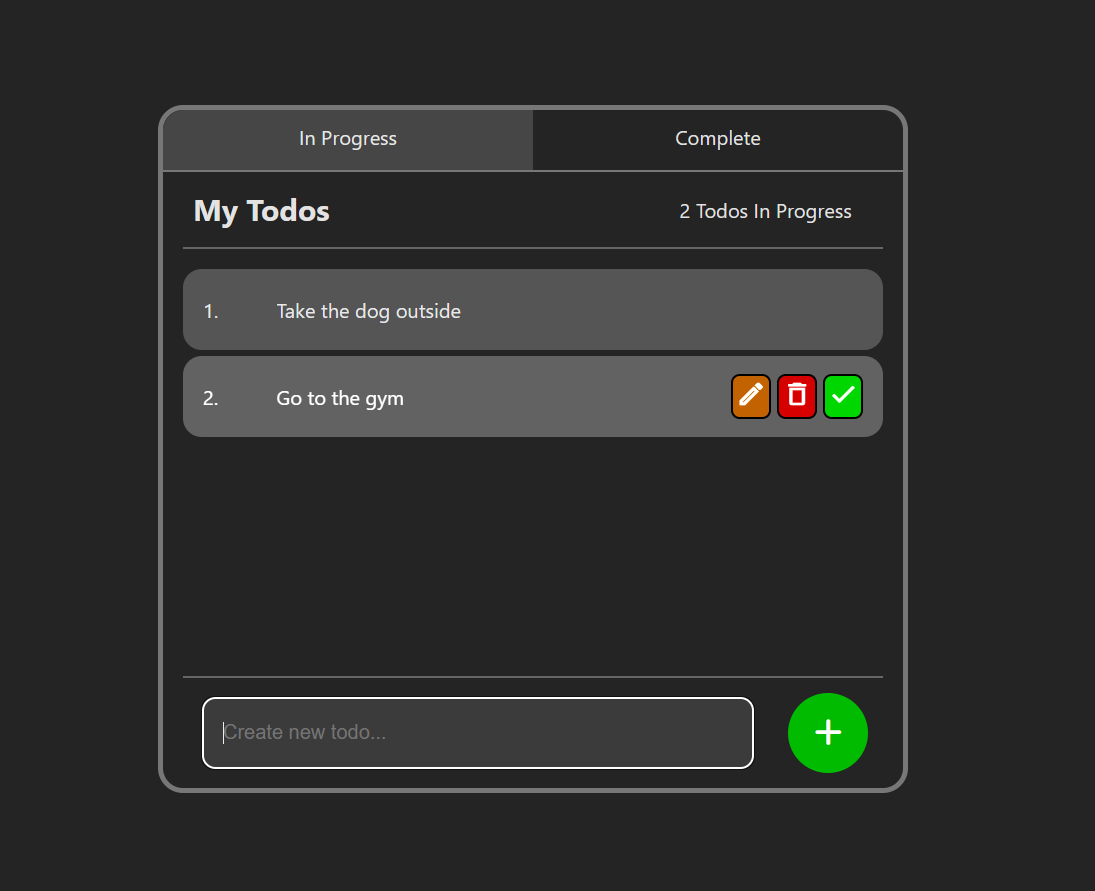 In Progress
Complete
My Todos
2 Todos In Progress
1. Take the dog outside
2. Go to the gym
Create new todo...